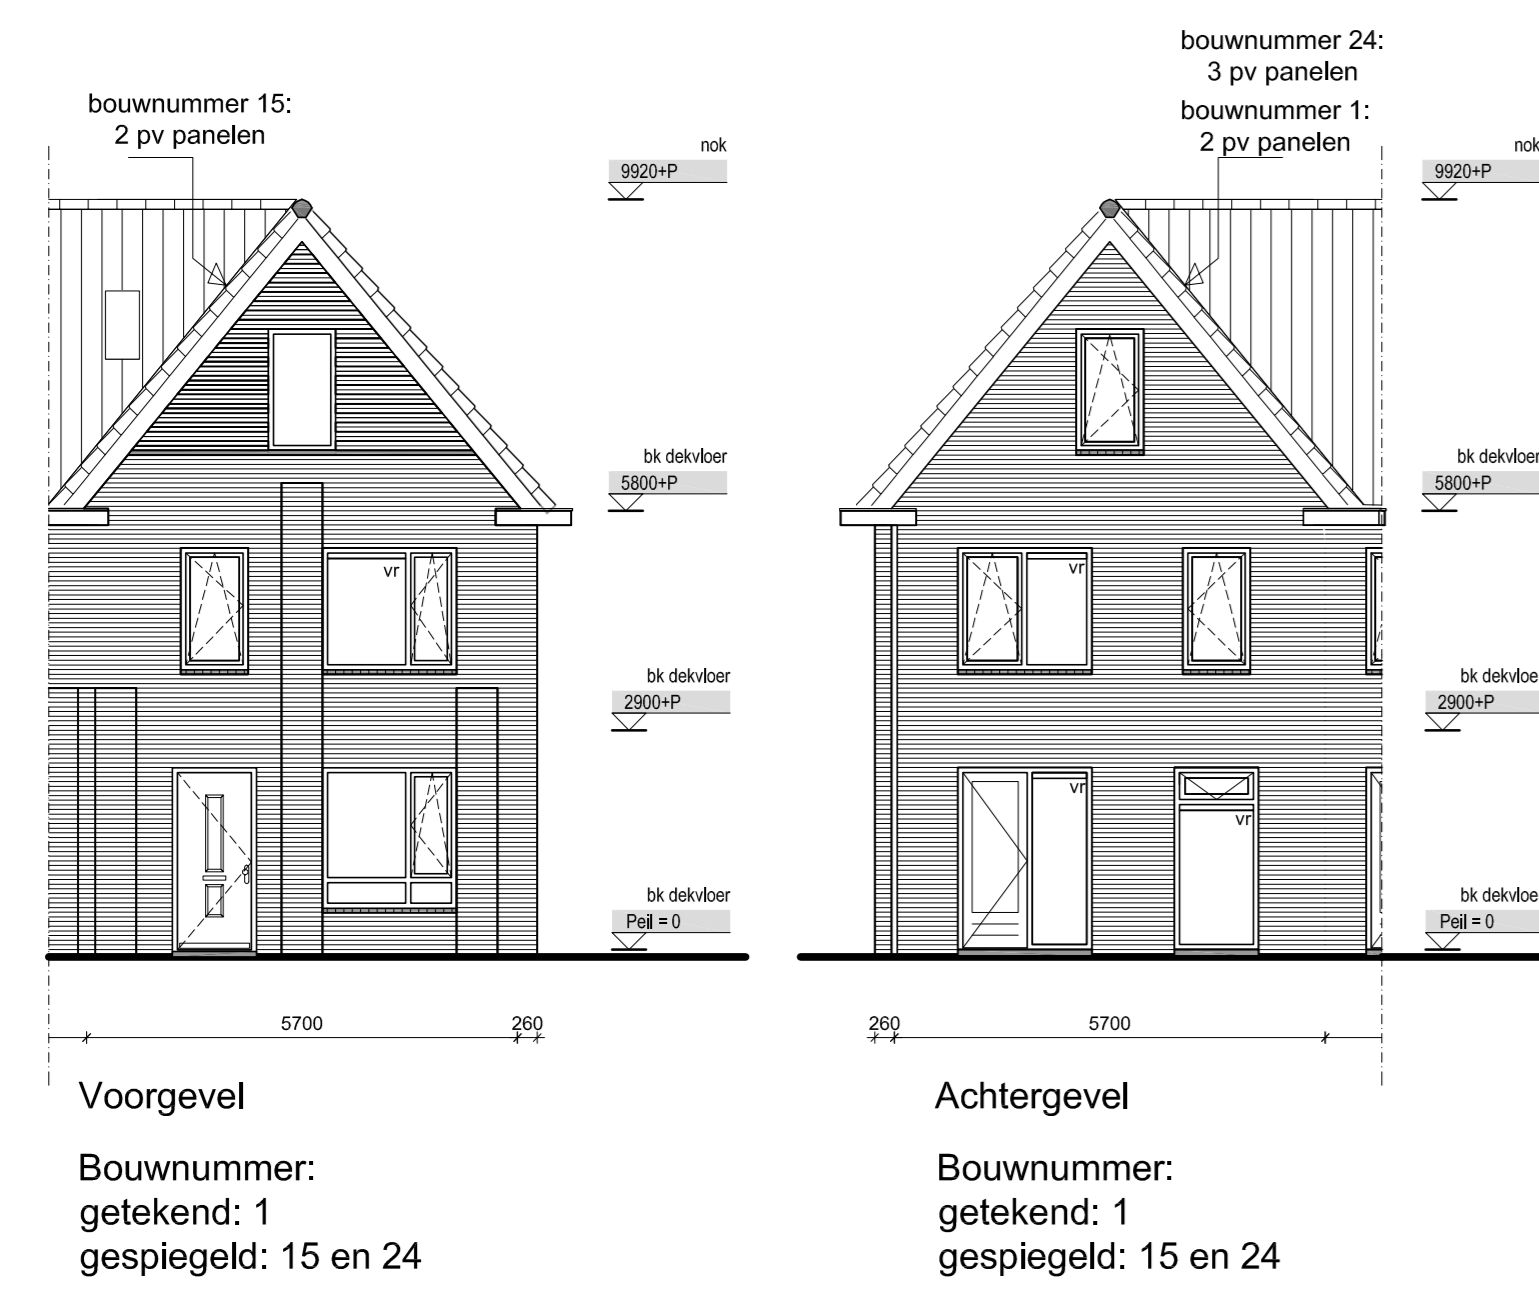 bouwnummer 15:
2 pv panelen
nok
9920+P
bk dekvloer
5800+P
vr
bk dekvloer
2900+P
bk dekvloer
Peil = 0
5700
260
Voorgevel
Bouwnummer:
getekend: 1
gespiegeld: 15 en 24
bouwnummer 24:
3 pv panelen
bouwnummer 1:
2 pv panelen
nok
9920+P
bk dekvloer
5800+P
vr
bk dekvloe
2900+P
vr
vr
bk dekvloe
Peil = 0
260
5700
Achtergevel
Bouwnummer:
getekend: 1
gespiegeld: 15 en 24